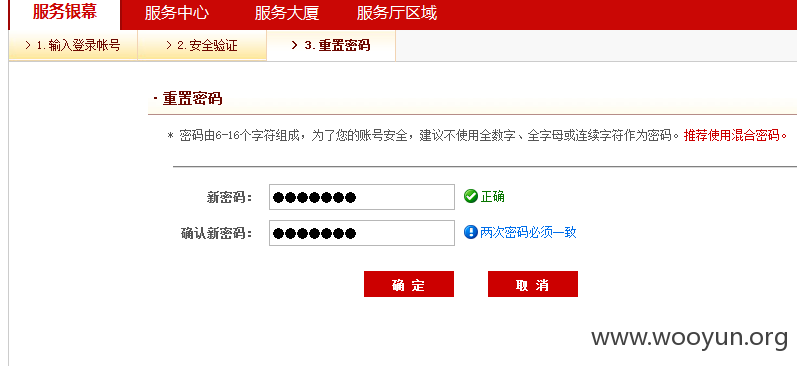 服务银幕 服务中心 服务大厦 服务厅区域
1.输入登录帐号 2.安全验证 3.重置密码
· 重置密码
* 密码由6-16个字符组成，为了您的账号安全，建议不使用全数字、全字母或连续字符作为密码。推荐使用混合密码。
新密码： ●●●●●●● 正确
确认新密码： ●●●●●●● 两次密码必须一致
确 定 取 消
www.wooyun.org